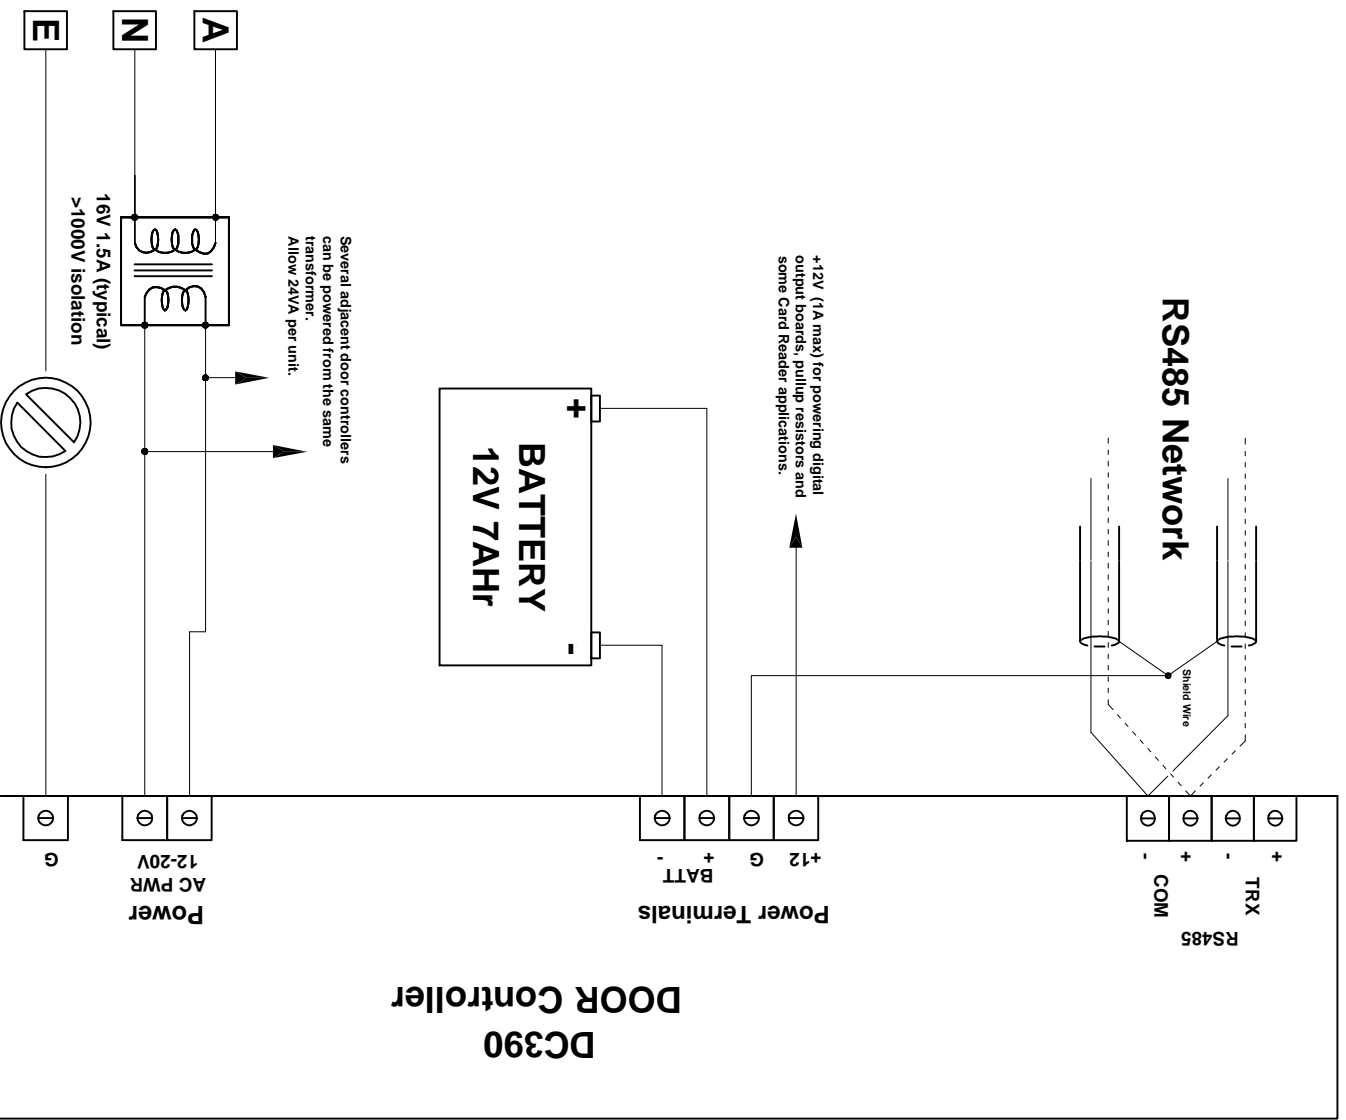 E
N
A
16V 1.5A (typical)
>1000V isolation
Several adjacent door controllers
can be powered from the same
transformer.
Allow 24VA per unit.
+
-
BATTERY
12V 7AHr
+12V (1A max) for powering digital
output boards, pullup resistors and
some Card Reader applications.
RS485 Network
Shield Wire
G
12-20V
AC PWR
Power
- + G +12
BATT
Power Terminals
- + - +
COM
TRX
RS485
DOOR Controller
DC390